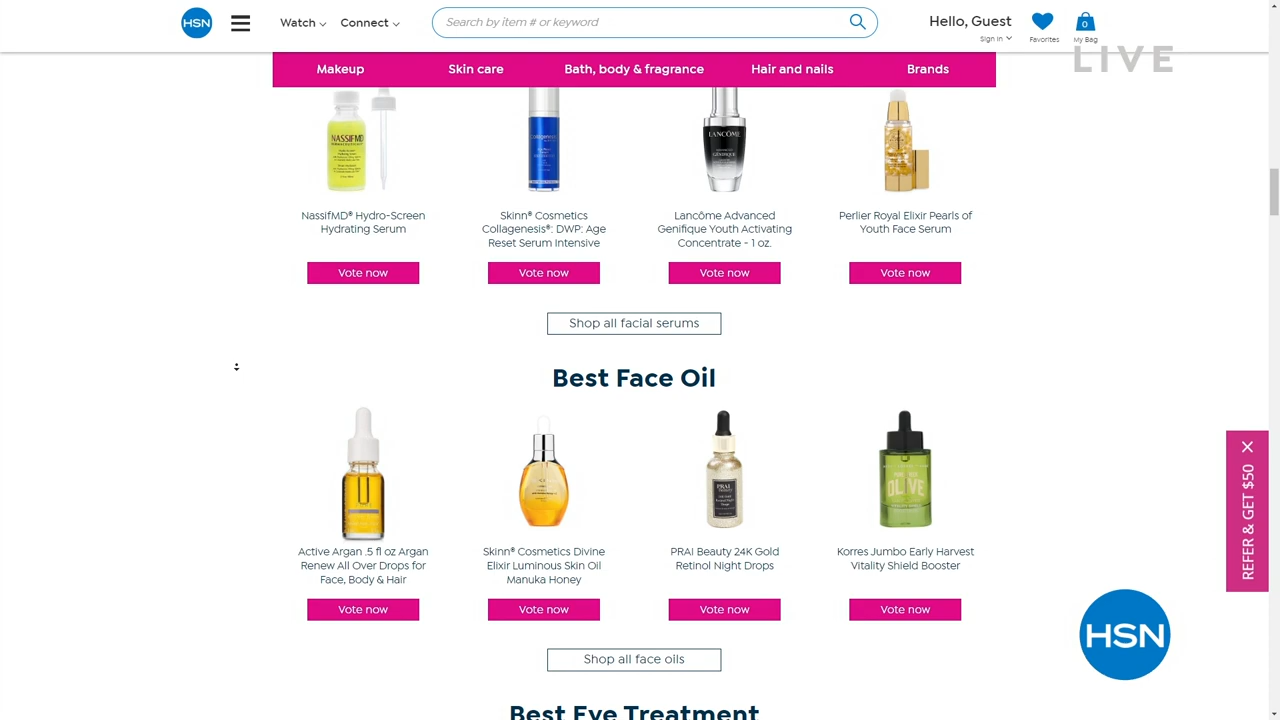 HSN
Watch
Connect
Search by item # or keyword
Hello, Guest
Sign In
Favorites
0
My Bag
LIVE
Makeup
Skin care
Bath, body & fragrance
Hair and nails
Brands
NASSIFMD
LANCÔME
GÉNIFIQUE
NassifMD® Hydro-Screen
Hydrating Serum
Skinn® Cosmetics
Collagenesis®: DWP: Age
Reset Serum Intensive
Lancôme Advanced
Genifique Youth Activating
Concentrate - 1 oz.
Perlier Royal Elixir Pearls of
Youth Face Serum
Vote now
Vote now
Vote now
Vote now
Shop all facial serums
Best Face Oil
PRAI
OLIVE
Active Argan .5 fl oz Argan
Renew All Over Drops for
Face, Body & Hair
Skinn® Cosmetics Divine
Elixir Luminous Skin Oil
Manuka Honey
PRAI Beauty 24K Gold
Retinol Night Drops
Korres Jumbo Early Harvest
Vitality Shield Booster
Vote now
Vote now
Vote now
Vote now
Shop all face oils
Best Eye Treatment
REFER & GET $50
HSN